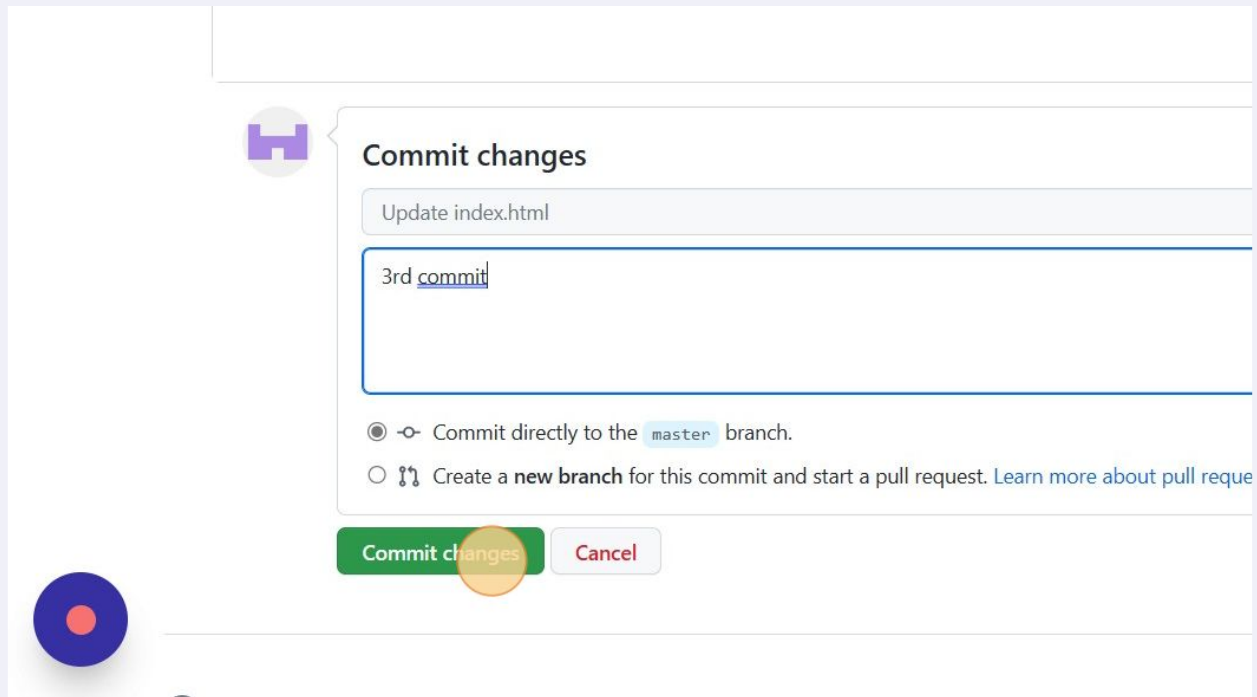 Commit changes
Update index.html
3rd commit
Commit directly to the master branch.
Create a new branch for this commit and start a pull request. Learn more about pull reque
Commit changes Cancel